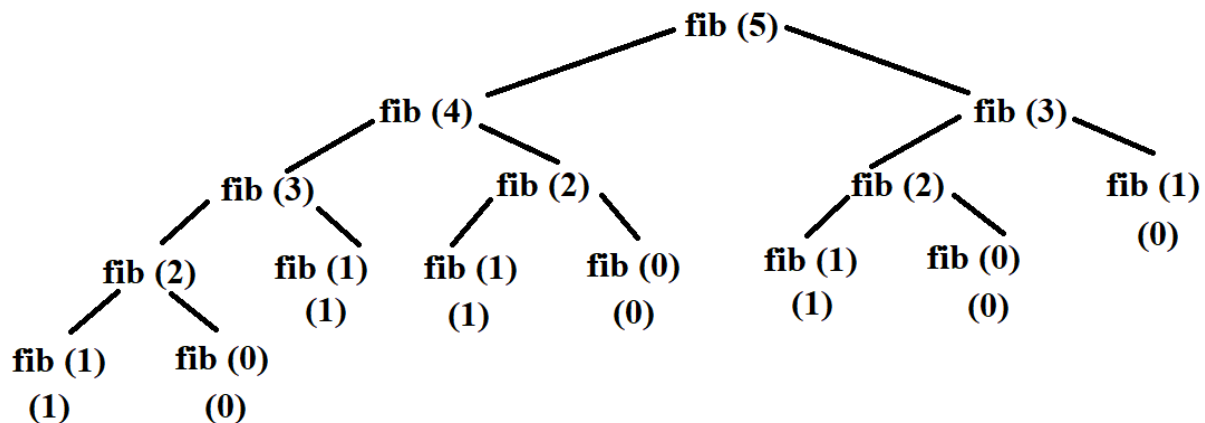 fib (5)
fib (4) fib (3)
fib (3) fib (2) fib (2) fib (1)
(0)
fib (2) fib (1) fib (1) fib (0) fib (1) fib (0)
(1) (1) (0) (1) (0)
fib (1) fib (0)
(1) (0)